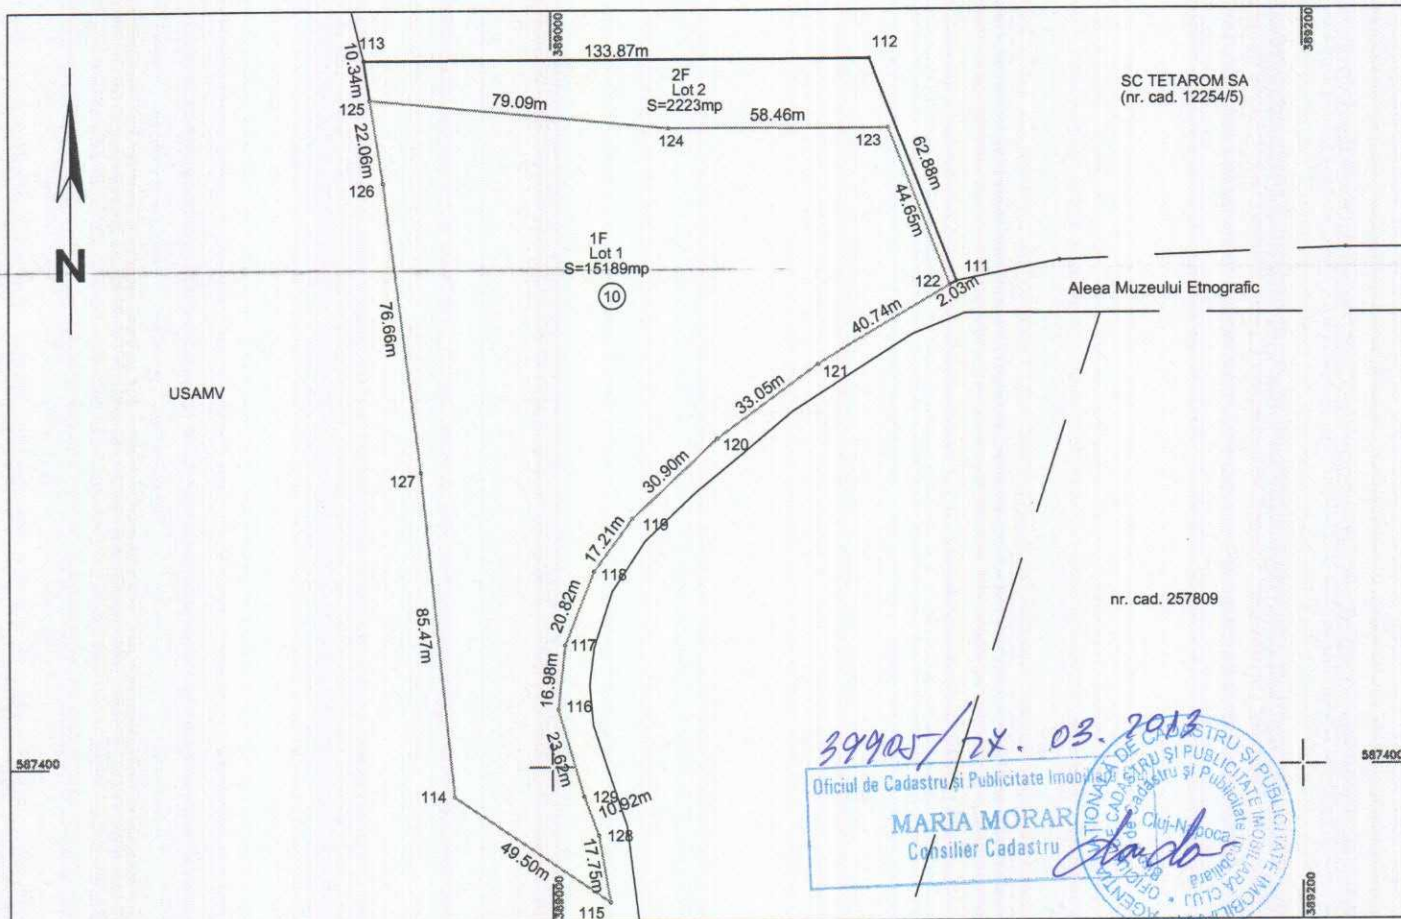 389000
389200
113
133.87m
112
10.34m
2F
Lot 2
S=2223mp
SC TETAROM SA
(nr. cad. 12254/5)
125
79.09m
58.46m
124
123
22.06m
62.88m
126
44.65m
1F
Lot 1
S=15189mp
10
N
122
111
2.03m
Aleea Muzeului Etnografic
40.74m
76.66m
121
33.05m
USAMV
120
127
30.90m
119
17.21m
118
nr. cad. 257809
20.82m
117
85.47m
16.98m
116
23.62m
39905/ 03. 2013
587400
587400
Oficiul de Cadastru și Publicitate
114
129
10.92m
MARIA MORAR
128
Consilier Cadastru
Cluj-Napoca
49.50m
17.75m
115
389000
389200